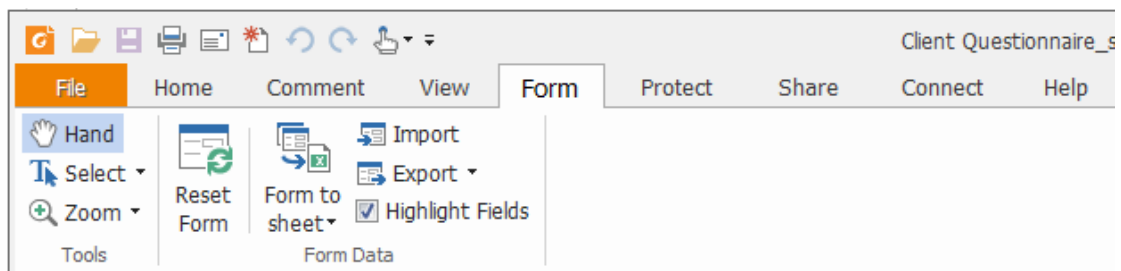 Client Questionnaire_s
File Home Comment View Form Protect Share Connect Help
Hand
Select
Zoom
Tools
Reset
Form
Form to
sheet
Import
Export
Highlight Fields
Form Data